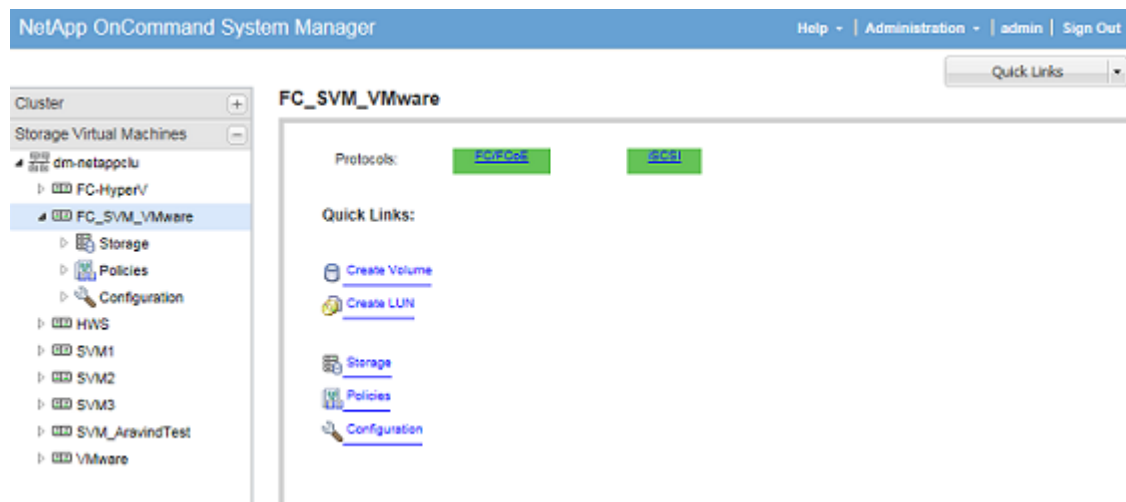 NetApp OnCommand System Manager
Help | Administration | admin | Sign Out
Quick Links
Cluster
FC_SVM_VMware
Storage Virtual Machines
dm-netappclu
Protocols: FC/FCoE iSCSI
FC-HyperV
FC_SVM_VMware
Quick Links:
Storage
Policies
Create Volume
Configuration
Create LUN
HWS
SVM1
Storage
SVM2
Policies
SVM3
SVM_AravindTest
Configuration
VMware